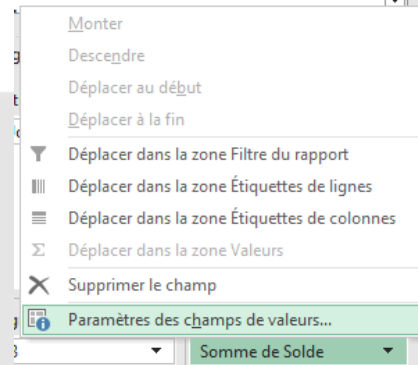 Monter
Descendre
Déplacer au début
Déplacer à la fin
Déplacer dans la zone Filtre du rapport
Déplacer dans la zone Étiquettes de lignes
Déplacer dans la zone Étiquettes de colonnes
Σ Déplacer dans la zone Valeurs
Supprimer le champ
Paramètres des champs de valeurs...
Somme de Solde